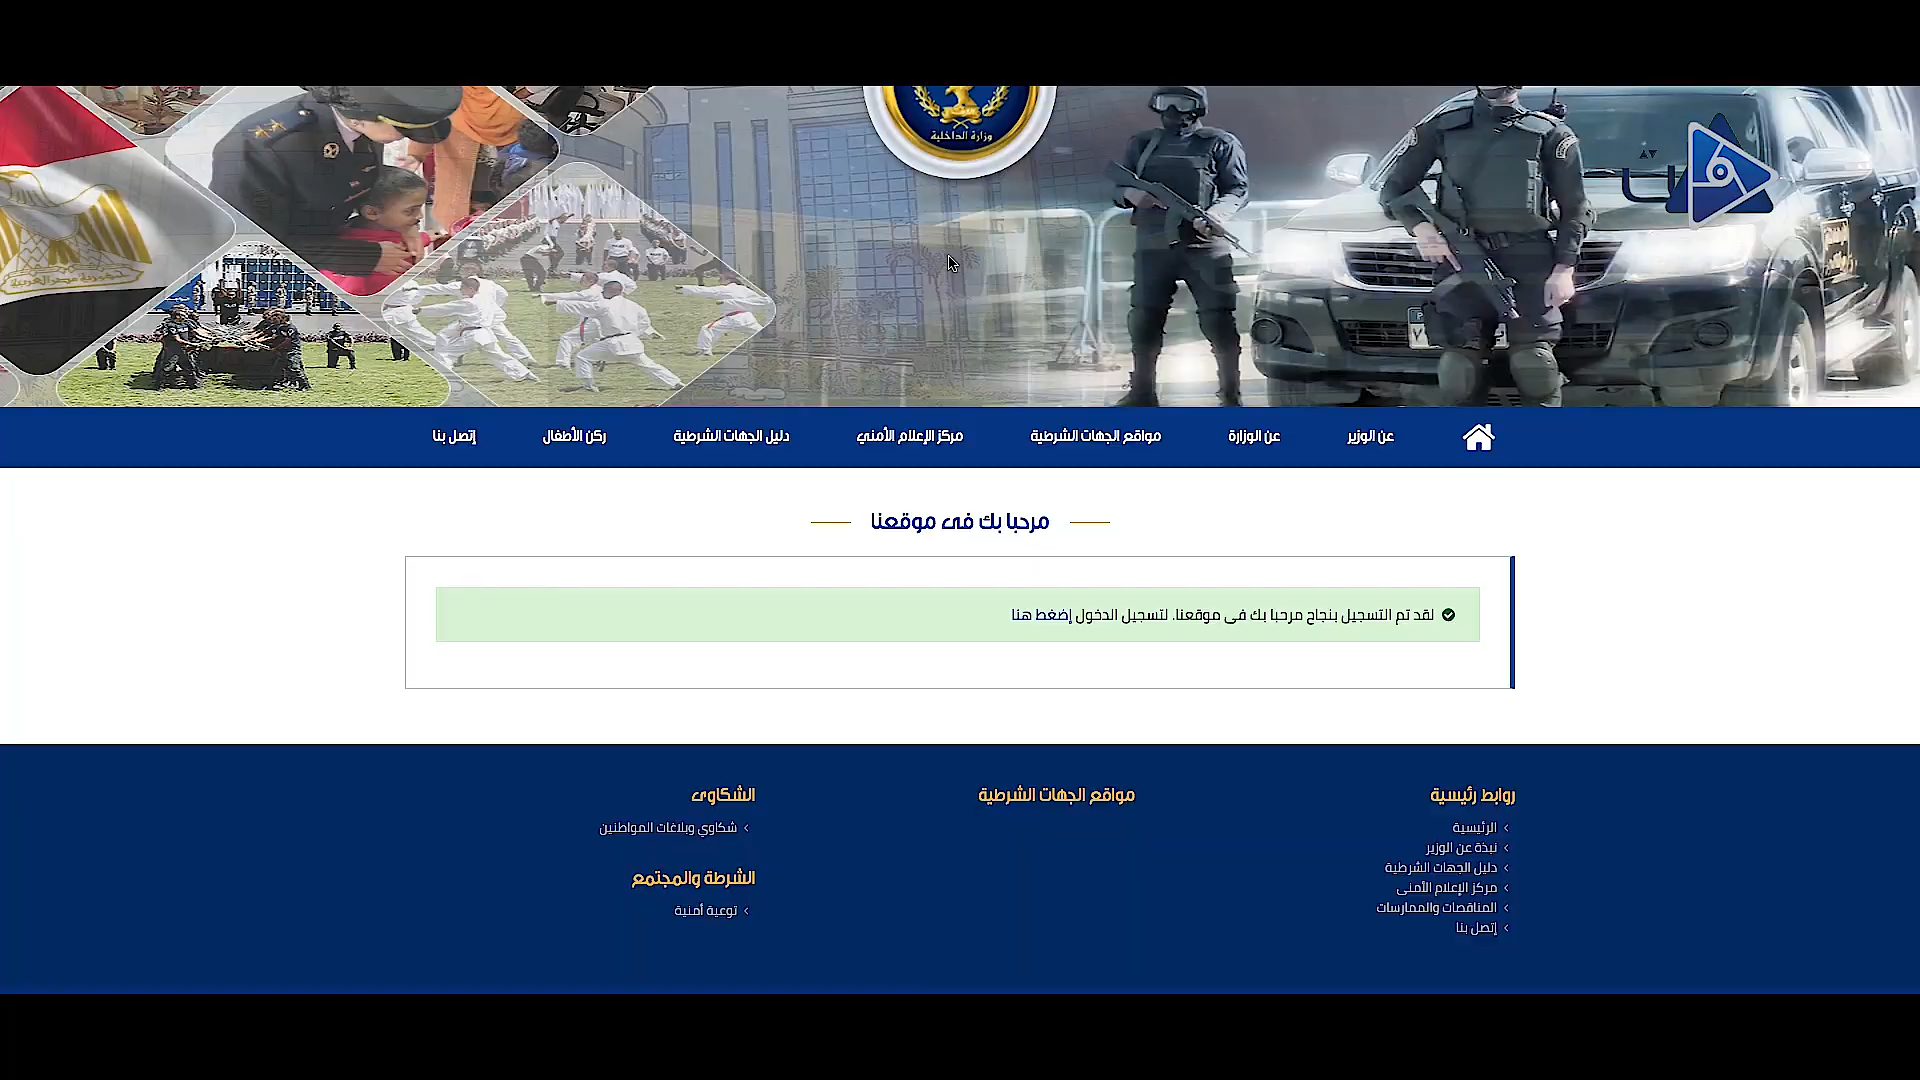 وزارة الداخلية
عن الوزير
عن الوزارة
مواقع الجهات الشرطية
مركز الإعلام الأمني
دليل الجهات الشرطية
ركن الأطفال
إتصل بنا
مرحبا بك فى موقعنا
لقد تم التسجيل بنجاح مرحبا بك فى موقعنا. لتسجيل الدخول إضغط هنا
روابط رئيسية
الرئيسية
نبذة عن الوزير
دليل الجهات الشرطية
مركز الإعلام الأمنى
المناقصات والممارسات
إتصل بنا
مواقع الجهات الشرطية
الشكاوى
شكاوي وبلاغات المواطنين
الشرطة والمجتمع
توعية أمنية